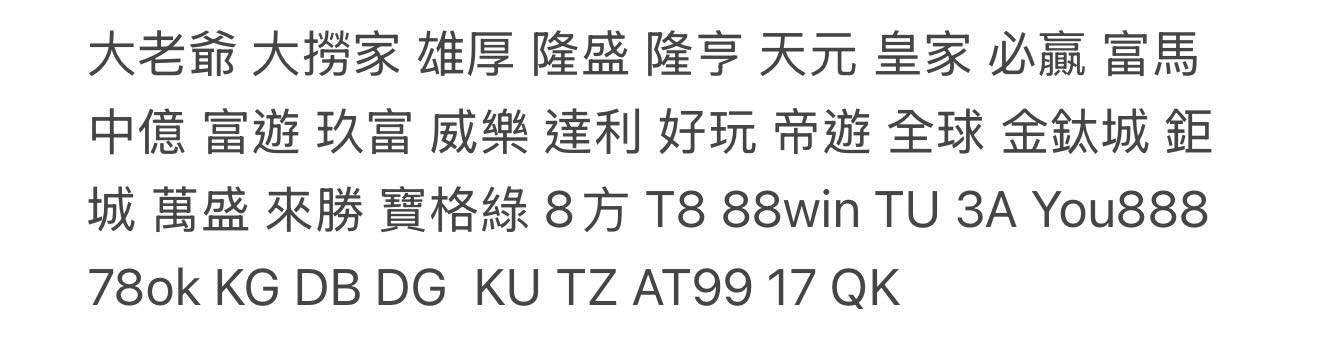 大老爺 大撈家 雄厚 隆盛 隆亨 天元 皇家 必贏 富馬
中億 富遊 玖富 威樂 達利 好玩 帝遊 全球 金鈦城 鉅
城 萬盛 來勝 寶格綠 8方 T8 88win TU 3A You888
78ok KG DB DG  KU TZ AT99 17 QK